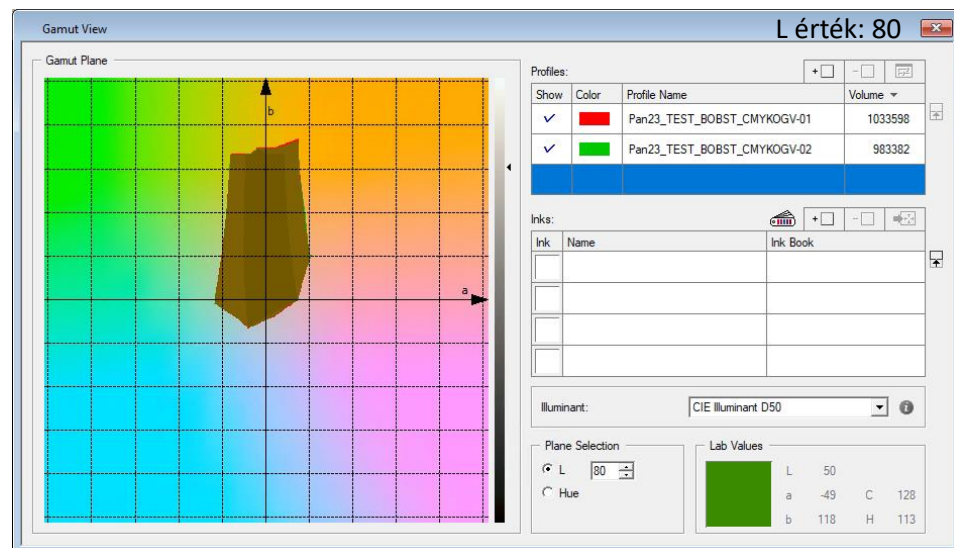 Gamut View
L érték: 80
Gamut Plane
b
a
Profiles:
Show Color Profile Name Volume
Pan23_TEST_BOBST_CMYKOGV-01 1033598
Pan23_TEST_BOBST_CMYKOGV-02 983382
Inks:
Ink Name Ink Book
Illuminant: CIE Illuminant D50
Plane Selection
L 80
Hue
Lab Values
L 50
a -49 C 128
b 118 H 113